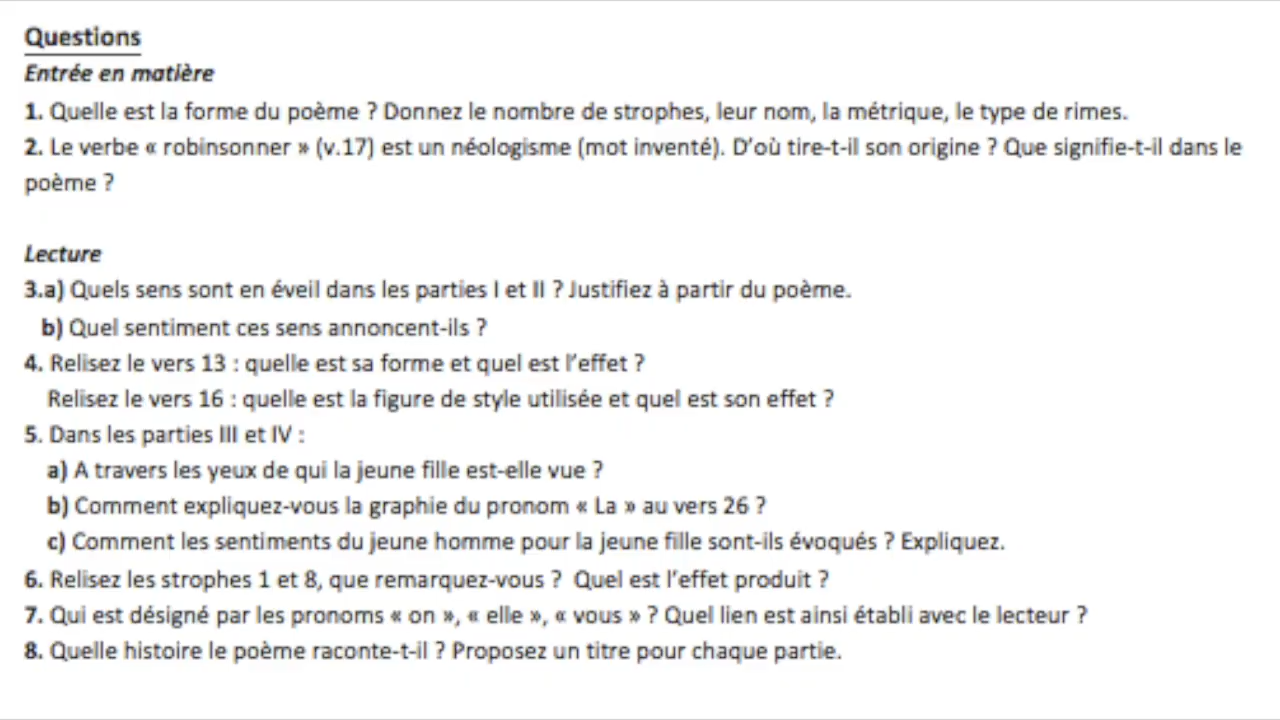 Questions
Entrée en matière
1. Quelle est la forme du poème ? Donnez le nombre de strophes, leur nom, la métrique, le type de rimes.
2. Le verbe « robinsonner » (v.17) est un néologisme (mot inventé). D'où tire-t-il son origine ? Que signifie-t-il dans le
poème ?
Lecture
3.a) Quels sens sont en éveil dans les parties I et II ? Justifiez à partir du poème.
b) Quel sentiment ces sens annoncent-ils ?
4. Relisez le vers 13 : quelle est sa forme et quel est l'effet ?
Relisez le vers 16 : quelle est la figure de style utilisée et quel est son effet ?
5. Dans les parties III et IV :
a) A travers les yeux de qui la jeune fille est-elle vue ?
b) Comment expliquez-vous la graphie du pronom « La » au vers 26 ?
c) Comment les sentiments du jeune homme pour la jeune fille sont-ils évoqués ? Expliquez.
6. Relisez les strophes 1 et 8, que remarquez-vous ? Quel est l'effet produit ?
7. Qui est désigné par les pronoms « on », « elle », « vous » ? Quel lien est ainsi établi avec le lecteur ?
8. Quelle histoire le poème raconte-t-il ? Proposez un titre pour chaque partie.